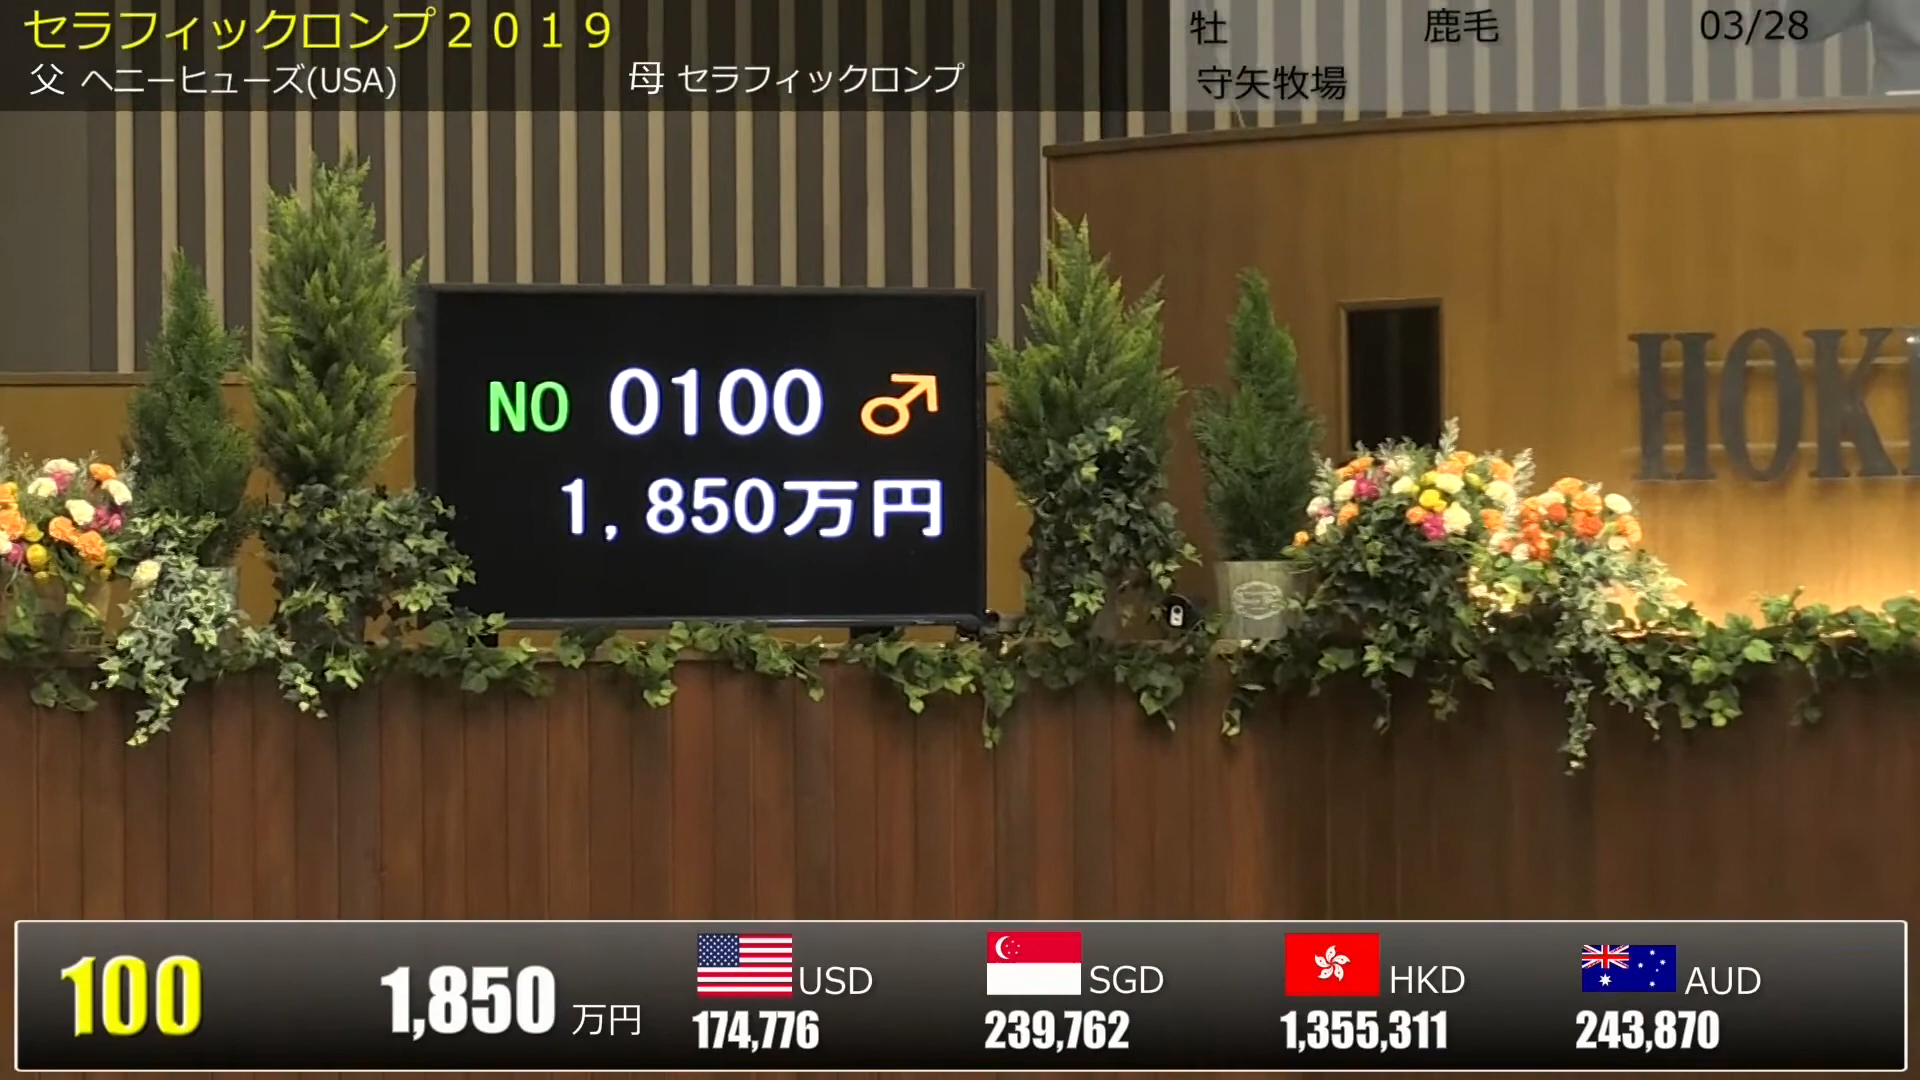 セラフィックロンプ２０１９
牡 鹿毛 03/28
父 ヘニーヒューズ(USA) 母 セラフィックロンプ
守矢牧場
NO 0100 ♂
1,850万円
HOK
100 1,850 万円
USD 174,776
SGD 239,762
HKD 1,355,311
AUD 243,870